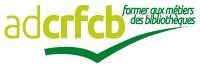 adcrfcb
former aux métiers
des bibliothèques